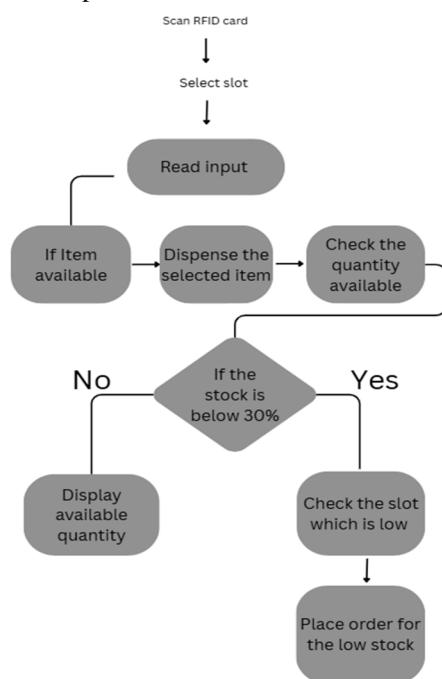 Scan RFID card
Select slot
Read input
If Item
available
Dispense the
selected item
Check the
quantity
available
If the
stock is
below 30%
No
Yes
Display
available
quantity
Check the slot
which is low
Place order for
the low stock